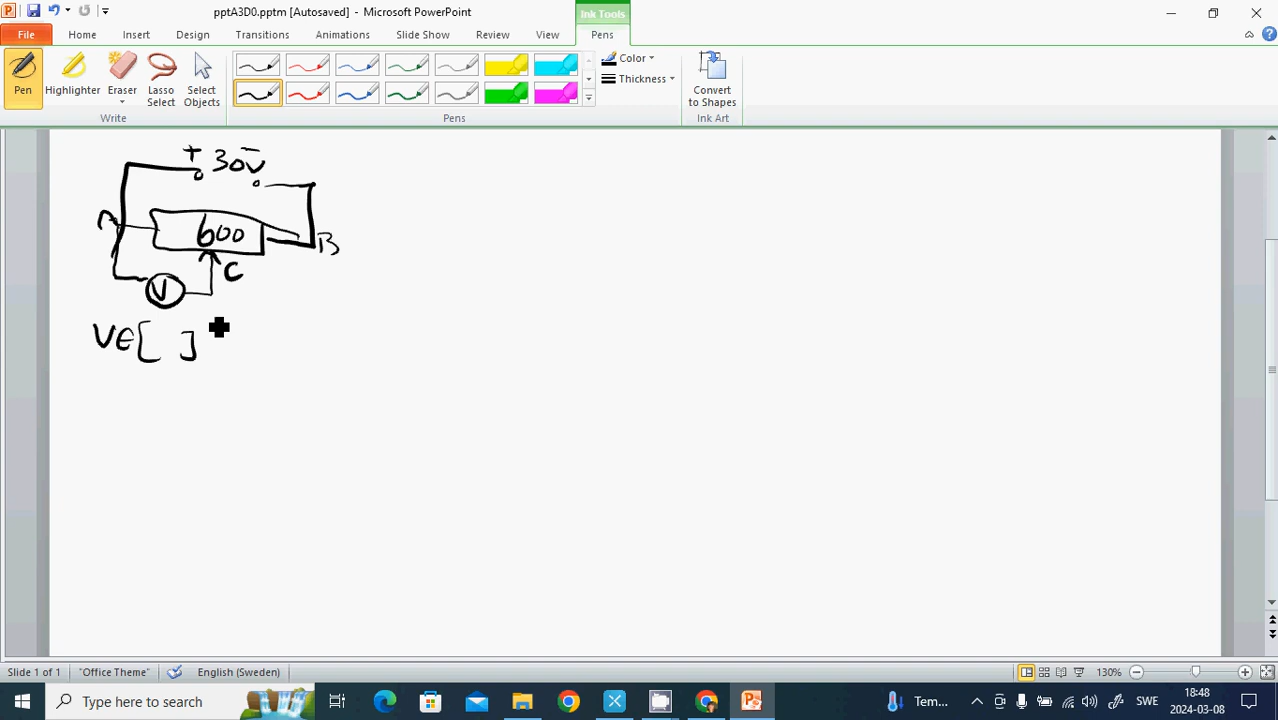 pptA3D0.pptm [Autosaved] - Microsoft PowerPoint
Ink Tools
File Home Insert Design Transitions Animations Slide Show Review View Pens
Pen Highlighter Eraser Lasso Select Select Objects
Color
Thickness
Convert to Shapes
Write Pens Ink Art
+ 30V -
600
B
C
V
V∈[ ]
Slide 1 of 1 "Office Theme" English (Sweden) 130%
Type here to search
Tem... SWE 18:48
2024-03-08